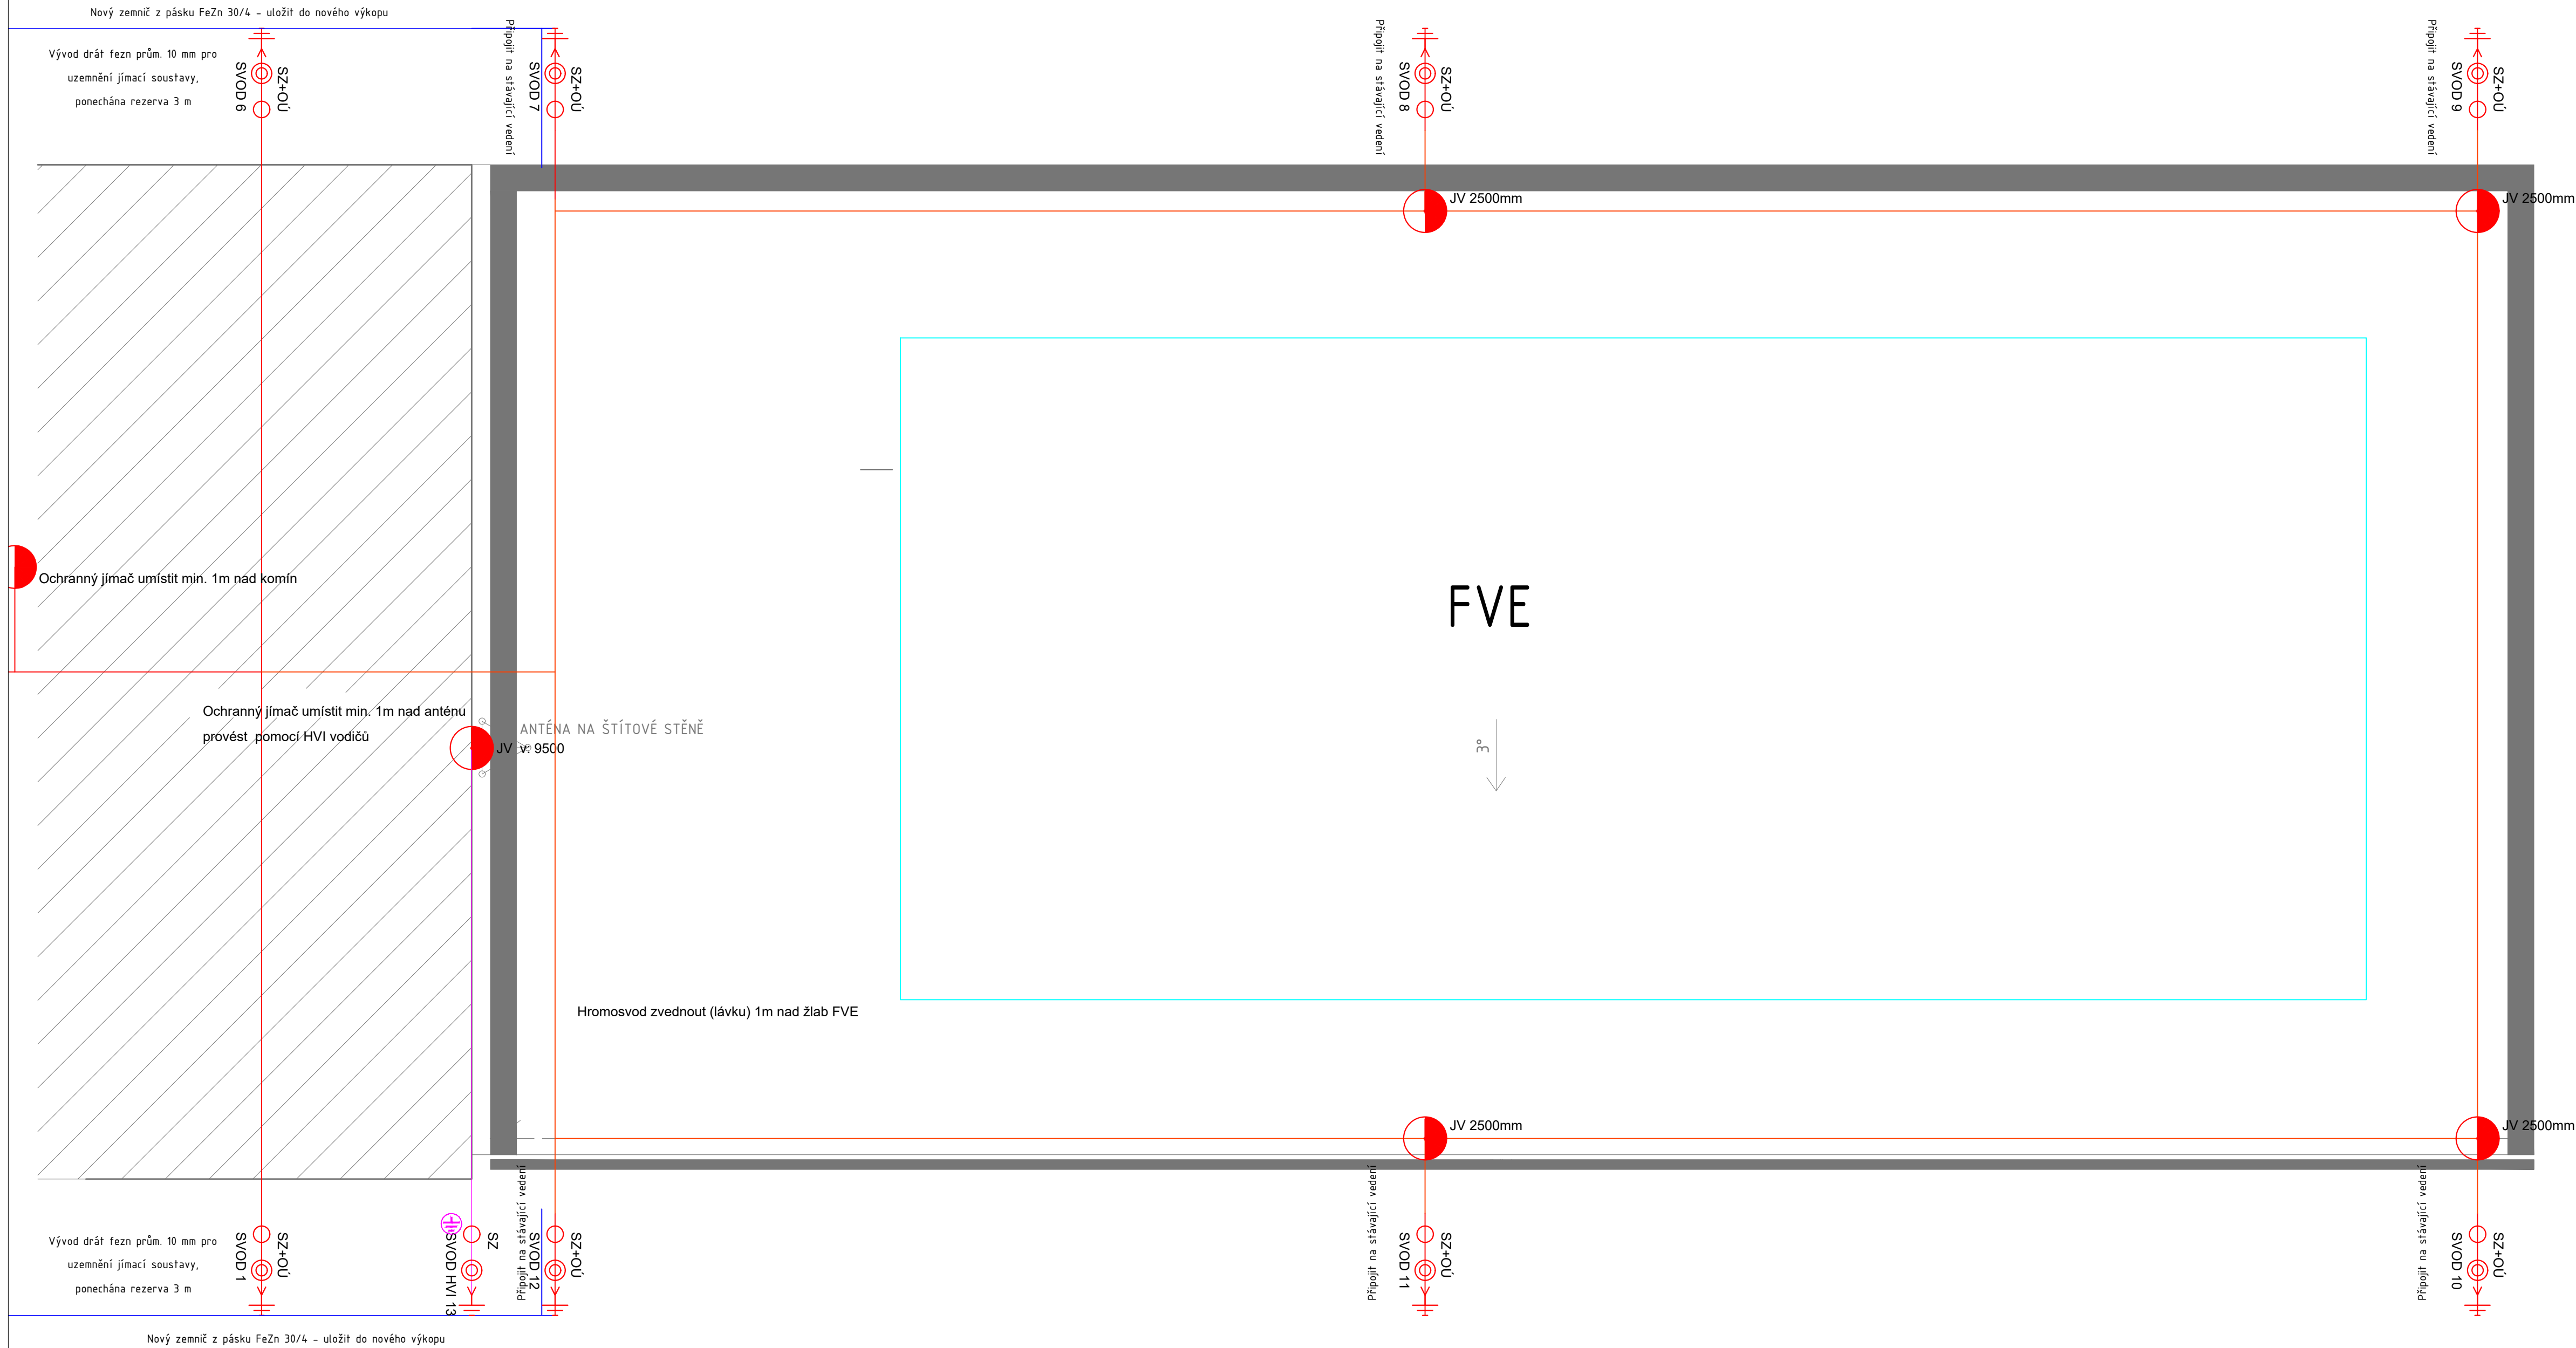 Nový zemnič z pásku FeZn 30/4 - uložit do nového výkopu
Vývod drát fezn prům. 10 mm pro
uzemnění jímací soustavy,
ponechána rezerva 3 m
SVOD 6
SZ+OÚ
Připojit na stávající vedení
SVOD 7
SZ+OÚ
Připojit na stávající vedení
SVOD 8
SZ+OÚ
Připojit na stávající vedení
SVOD 9
SZ+OÚ
JV 2500mm
JV 2500mm
Ochranný jímač umístit min. 1m nad komín
FVE
Ochranný jímač umístit min. 1m nad anténu
provést pomocí HVI vodičů
ANTÉNA NA ŠTÍTOVÉ STĚNĚ
JV v. 9500
3°
Hromosvod zvednout (lávku) 1m nad žlab FVE
JV 2500mm
JV 2500mm
Vývod drát fezn prům. 10 mm pro
uzemnění jímací soustavy,
ponechána rezerva 3 m
SVOD 1
SZ+OÚ
SVOD HVI 13
SZ
Připojit na stávající vedení
SVOD 12
SZ+OÚ
Připojit na stávající vedení
SVOD 11
SZ+OÚ
Připojit na stávající vedení
SVOD 10
SZ+OÚ
Nový zemnič z pásku FeZn 30/4 - uložit do nového výkopu